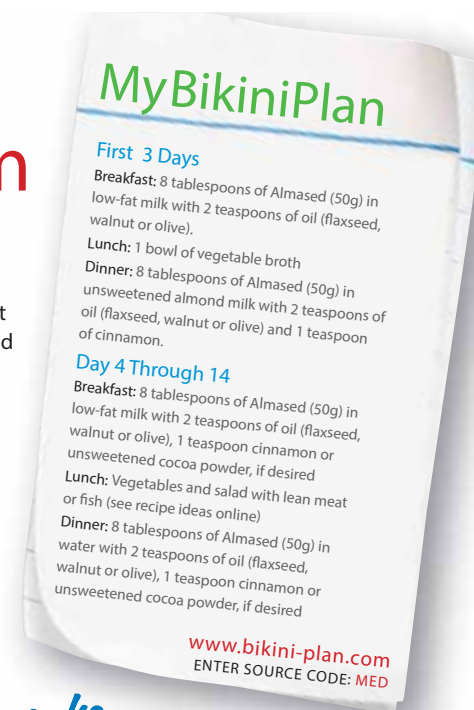 MyBikiniPlan
First 3 Days
Breakfast: 8 tablespoons of Almased (50g) in
low-fat milk with 2 teaspoons of oil (flaxseed,
walnut or olive).
Lunch: 1 bowl of vegetable broth
Dinner: 8 tablespoons of Almased (50g) in
unsweetened almond milk with 2 teaspoons of
oil (flaxseed, walnut or olive) and 1 teaspoon
of cinnamon.
Day 4 Through 14
Breakfast: 8 tablespoons of Almased (50g) in
low-fat milk with 2 teaspoons of oil (flaxseed,
walnut or olive), 1 teaspoon cinnamon or
unsweetened cocoa powder, if desired
Lunch: Vegetables and salad with lean meat
or fish (see recipe ideas online)
Dinner: 8 tablespoons of Almased (50g) in
water with 2 teaspoons of oil (flaxseed,
walnut or olive), 1 teaspoon cinnamon or
unsweetened cocoa powder, if desired
www.bikini-plan.com
ENTER SOURCE CODE: MED